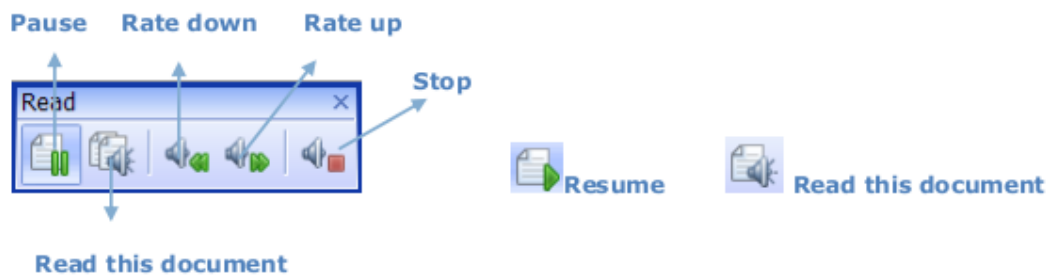 Pause Rate down Rate up
Stop
Read
Resume Read this document
Read this document